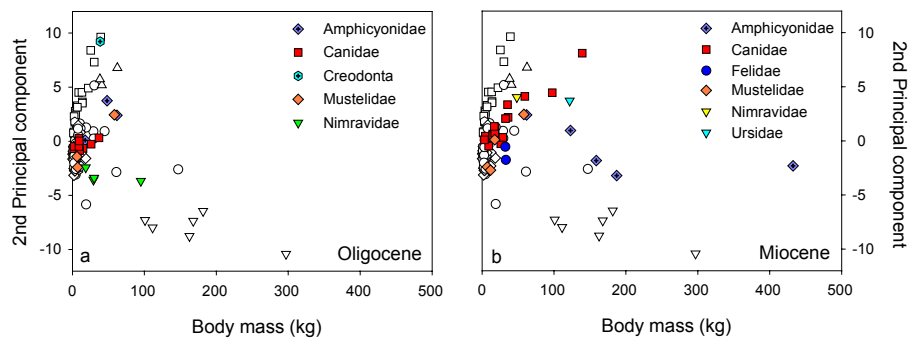 2nd Principal component
10
5
0
-5
-10
Amphicyonidae
Canidae
Creodonta
Mustelidae
Nimravidae
a
Oligocene
0 100 200 300 400 500
Body mass (kg)
Amphicyonidae
Canidae
Felidae
Mustelidae
Nimravidae
Ursidae
b
Miocene
0 100 200 300 400 500
Body mass (kg)
10
5
0
-5
-10
2nd Principal component